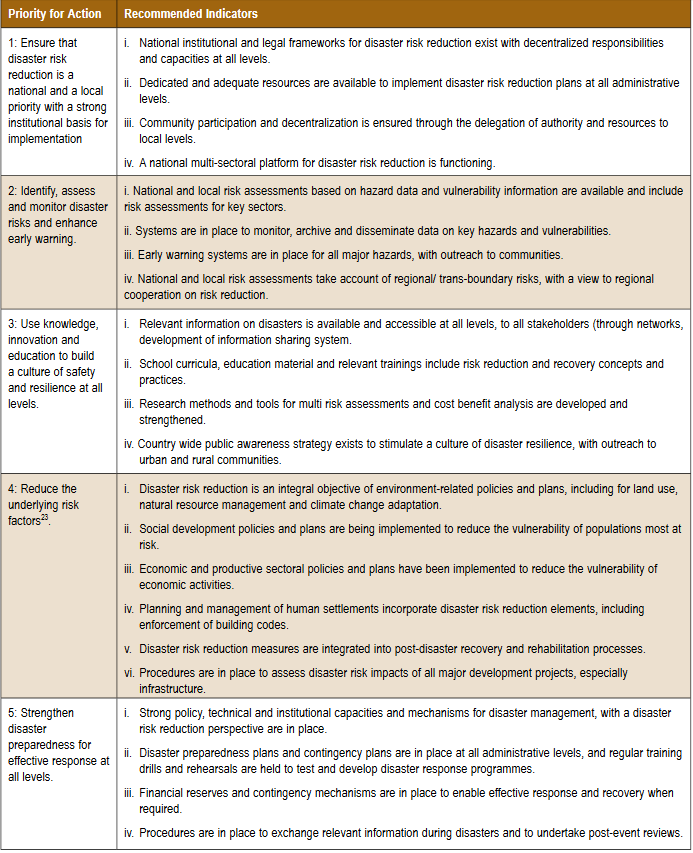 Priority for Action
Recommended Indicators
1: Ensure that
disaster risk
reduction is a
national and a local
priority with a strong
institutional basis for
implementation
i. National institutional and legal frameworks for disaster risk reduction exist with decentralized responsibilities
and capacities at all levels.
ii. Dedicated and adequate resources are available to implement disaster risk reduction plans at all administrative
levels.
iii. Community participation and decentralization is ensured through the delegation of authority and resources to
local levels.
iv. A national multi-sectoral platform for disaster risk reduction is functioning.
2: Identify, assess
and monitor disaster
risks and enhance
early warning.
i. National and local risk assessments based on hazard data and vulnerability information are available and include
risk assessments for key sectors.
ii. Systems are in place to monitor, archive and disseminate data on key hazards and vulnerabilities.
iii. Early warning systems are in place for all major hazards, with outreach to communities.
iv. National and local risk assessments take account of regional/ trans-boundary risks, with a view to regional
cooperation on risk reduction.
3: Use knowledge,
innovation and
education to build
a culture of safety
and resilience at all
levels.
i. Relevant information on disasters is available and accessible at all levels, to all stakeholders (through networks,
development of information sharing system.
ii. School curricula, education material and relevant trainings include risk reduction and recovery concepts and
practices.
iii. Research methods and tools for multi risk assessments and cost benefit analysis are developed and
strengthened.
iv. Country wide public awareness strategy exists to stimulate a culture of disaster resilience, with outreach to
urban and rural communities.
4: Reduce the
underlying risk
factors23.
i. Disaster risk reduction is an integral objective of environment-related policies and plans, including for land use,
natural resource management and climate change adaptation.
ii. Social development policies and plans are being implemented to reduce the vulnerability of populations most at
risk.
iii. Economic and productive sectoral policies and plans have been implemented to reduce the vulnerability of
economic activities.
iv. Planning and management of human settlements incorporate disaster risk reduction elements, including
enforcement of building codes.
v. Disaster risk reduction measures are integrated into post-disaster recovery and rehabilitation processes.
vi. Procedures are in place to assess disaster risk impacts of all major development projects, especially
infrastructure.
5: Strengthen
disaster
preparedness for
effective response at
all levels.
i. Strong policy, technical and institutional capacities and mechanisms for disaster management, with a disaster
risk reduction perspective are in place.
ii. Disaster preparedness plans and contingency plans are in place at all administrative levels, and regular training
drills and rehearsals are held to test and develop disaster response programmes.
iii. Financial reserves and contingency mechanisms are in place to enable effective response and recovery when
required.
iv. Procedures are in place to exchange relevant information during disasters and to undertake post-event reviews.